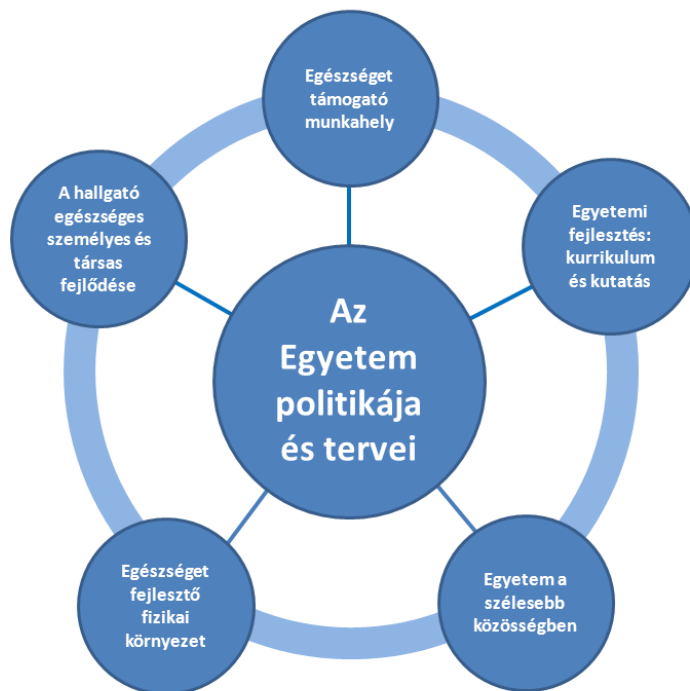 Egészséget
támogató
munkahely
Egyetemi
fejlesztés:
kurrikulum
és kutatás
Egyetem a
szélesebb
közösségben
Egészséget
fejlesztő
fizikai
környezet
A hallgató
egészséges
személyes és
társas
fejlődése
Az
Egyetem
politikája
és tervei